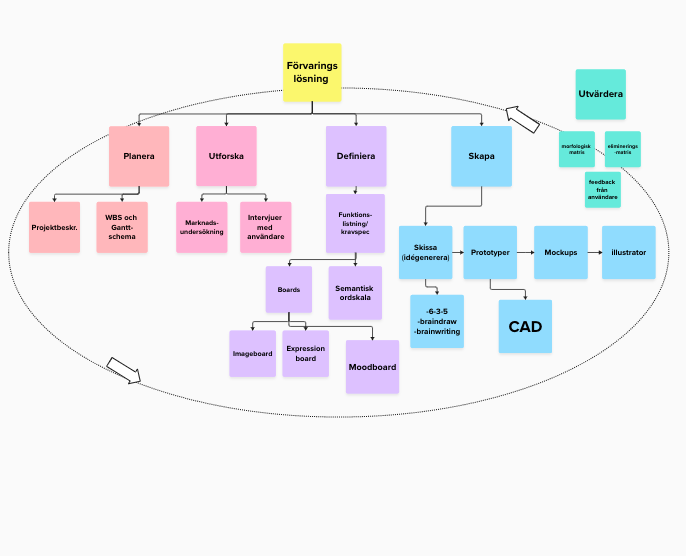 Förvarings
lösning
Utvärdera
morfologisk
matris
eliminerings
-matris
feedback
från
användare
Planera
Utforska
Definiera
Skapa
Projektbeskr.
WBS och
Gantt-
schema
Marknads-
undersökning
Intervjuer
med
användare
Funktions-
listning/
kravspec
Skissa
(idégenerera)
Prototyper
Mockups
illustrator
Boards
Semantisk
ordskala
-6-3-5
-braindraw
-brainwriting
CAD
Imageboard
Expression
board
Moodboard